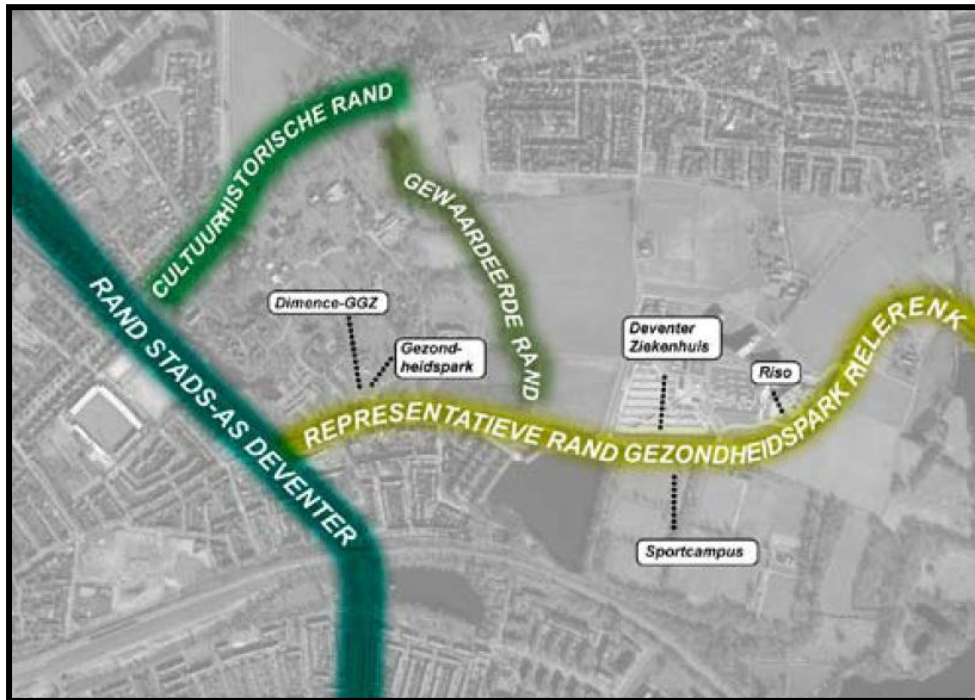 CULTUURHISTORISCHE RAND
GEWAARDEERDE RAND
RAND STADS-AS DEVENTER
Dimence-GGZ
Gezond-
heidspark
Deventer
Ziekenhuis
Riso
REPRESENTATIEVE RAND GEZONDHEIDSPARK RIELERENK
Sportcampus